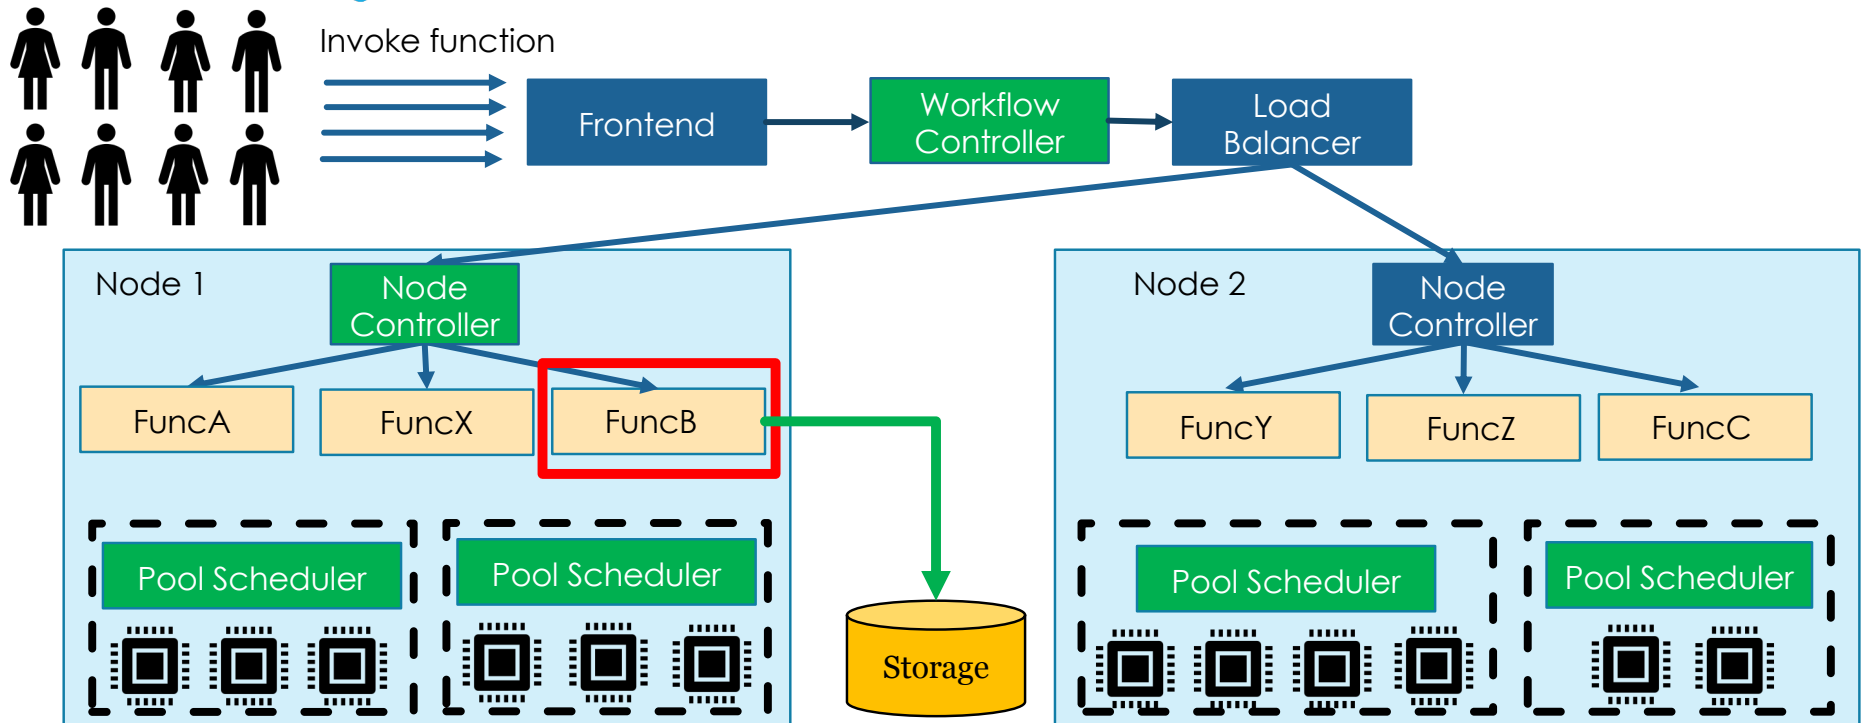 Invoke function
Frontend
Workflow
Controller
Load
Balancer
Node 1
Node
Controller
Node 2
Node
Controller
FuncA
FuncX
FuncB
FuncY
FuncZ
FuncC
Pool Scheduler
Pool Scheduler
Pool Scheduler
Pool Scheduler
Storage